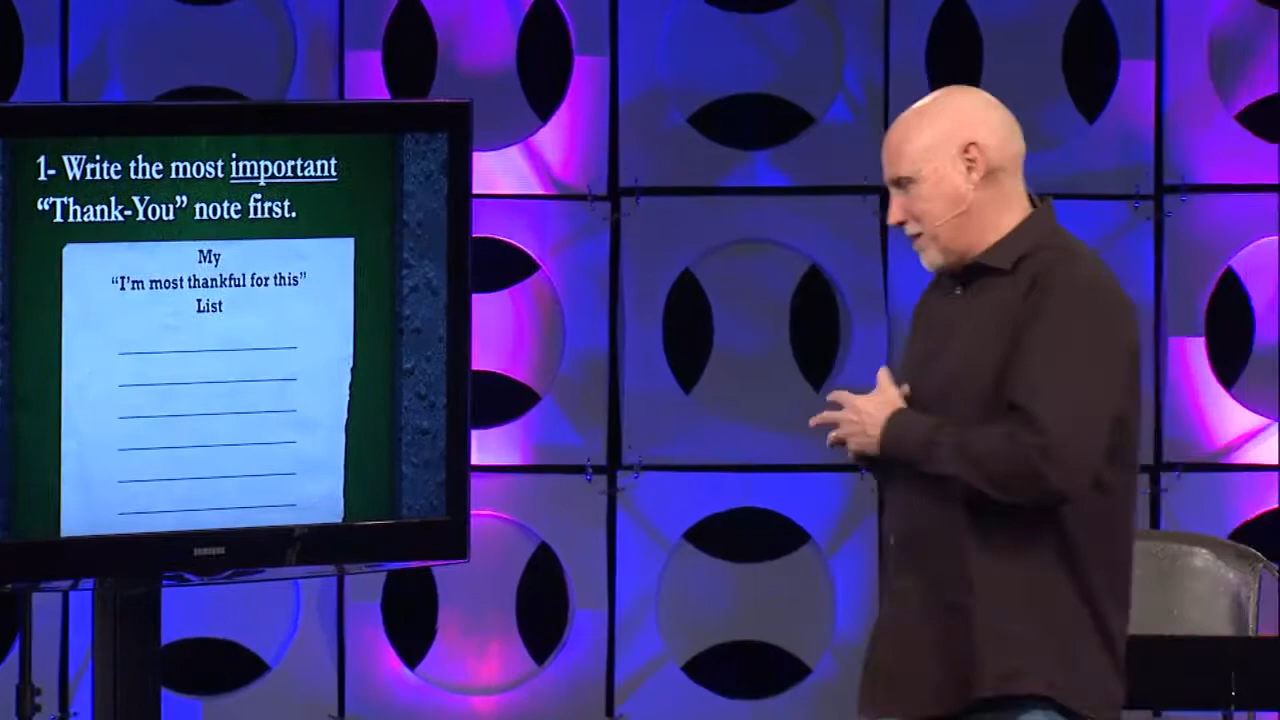 1- Write the most important
“Thank-You” note first.
My
“I’m most thankful for this”
List
SAMSUNG